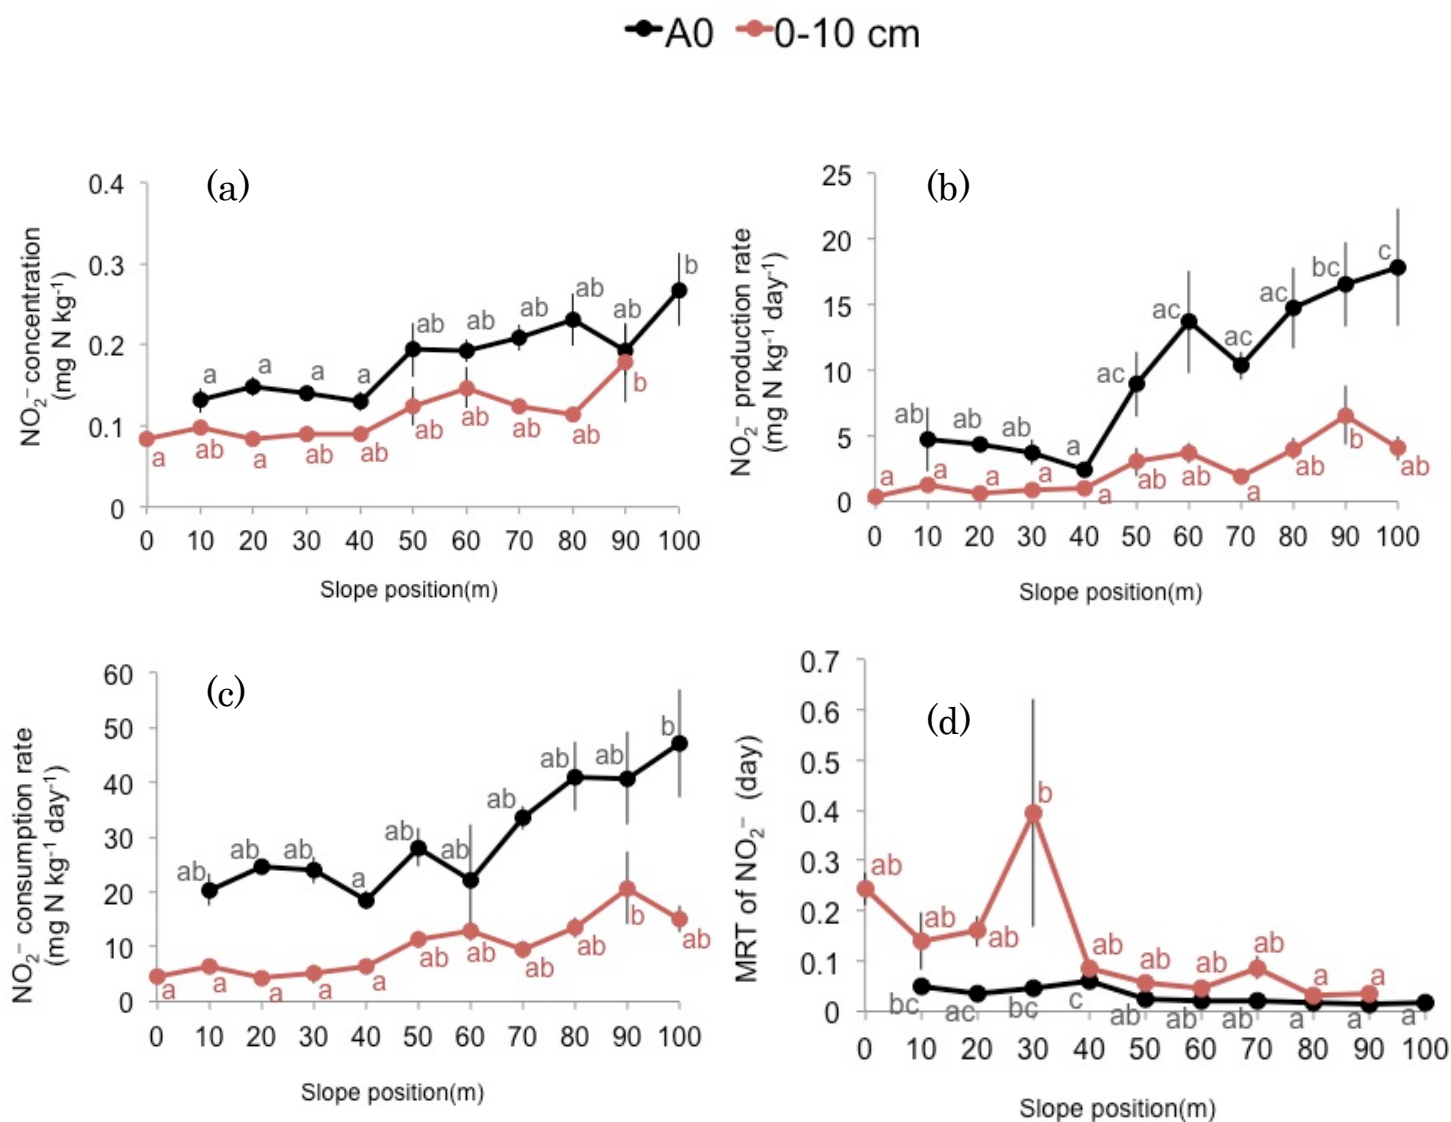 A0 0-10 cm
(a)
NO₂⁻ concentration
(mg N kg⁻¹)
0.4
0.3
0.2
0.1
0
a a a a ab ab ab ab ab b
a ab a ab ab ab ab ab ab b
0 10 20 30 40 50 60 70 80 90 100
Slope position(m)
(b)
NO₂⁻ production rate
(mg N kg⁻¹ day⁻¹)
25
20
15
10
5
0
ab ab ab a ac ac ac ac bc c
a a a a a ab ab a ab b ab
0 10 20 30 40 50 60 70 80 90 100
Slope position(m)
(c)
NO₂⁻ consumption rate
(mg N kg⁻¹ day⁻¹)
60
50
40
30
20
10
0
ab ab ab a ab ab ab ab ab b
a a a a a ab ab ab ab b ab
0 10 20 30 40 50 60 70 80 90 100
Slope position(m)
(d)
MRT of NO₂⁻ (day)
0.7
0.6
0.5
0.4
0.3
0.2
0.1
0
ab ab ab b ab ab ab ab a a
bc ac bc c ab ab ab a a a
0 10 20 30 40 50 60 70 80 90 100
Slope position(m)